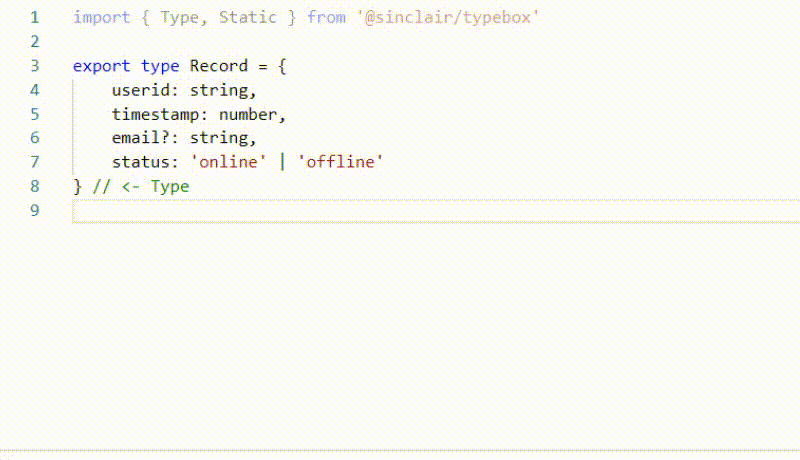 1 import { Type, Static } from '@sinclair/typebox'
2
3 export type Record = {
4 userid: string,
5 timestamp: number,
6 email?: string,
7 status: 'online' | 'offline'
8 } // <- Type
9